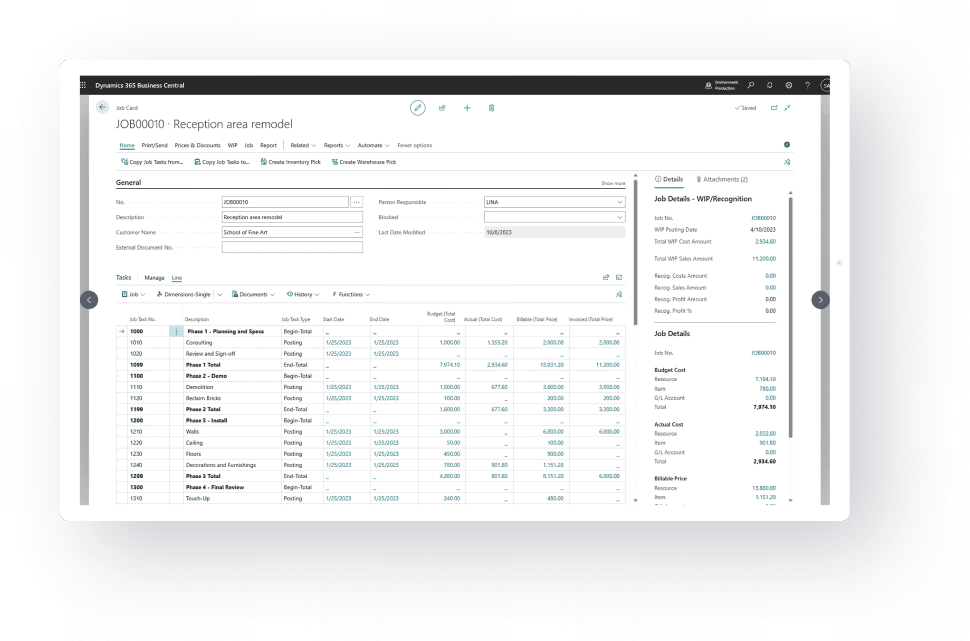 Dynamics 365 Business Central
Environment:
Production
SA
Job Card
Saved
JOB00010 · Reception area remodel
Home Print/Send Prices & Discounts WIP Job Report Related Reports Automate Fewer options
Copy Job Tasks from... Copy Job Tasks to... Create Inventory Pick Create Warehouse Pick
General
Show more
No. JOB00010 ... Person Responsible LINA
Description Reception area remodel Blocked
Customer Name School of Fine Art ... Last Date Modified 10/8/2023
External Document No.
Tasks Manage Line
Job Dimensions-Single Documents History Functions
Job Task No. Description Job Task Type Start Date End Date Budget (Total Cost) Actual (Total Cost) Billable (Total Price) Invoiced (Total Price)
1000 Phase 1 - Planning and Specs Begin-Total _ _ _ _ _ _
1010 Consulting Posting 1/25/2023 1/25/2023 1,000.00 1,355.20 2,000.00 2,000.00
1020 Review and Sign-off Posting 1/25/2023 1/25/2023 _ _ _ _
1099 Phase 1 Total End-Total _ _ 7,974.10 2,934.60 15,031.20 11,200.00
1100 Phase 2 - Demo Begin-Total _ _ _ _ _ _
1110 Demolition Posting 1/25/2023 1/25/2023 1,500.00 677.60 3,000.00 3,000.00
1120 Reclaim Bricks Posting 1/25/2023 1/25/2023 100.00 _ 200.00 200.00
1199 Phase 2 Total End-Total _ _ 1,600.00 677.60 3,200.00 3,200.00
1200 Phase 3 - Install Begin-Total _ _ _ _ _ _
1210 Walls Posting 1/25/2023 1/25/2023 3,000.00 _ 6,000.00 6,000.00
1220 Ceiling Posting 1/25/2023 1/25/2023 50.00 _ 100.00 _
1230 Floors Posting 1/25/2023 1/25/2023 450.00 _ 900.00 _
1240 Decorations and Furnishings Posting 1/25/2023 1/25/2023 780.00 901.80 1,151.20 _
1299 Phase 3 Total End-Total _ _ 4,280.00 901.80 8,151.20 6,000.00
1300 Phase 4 - Final Review Begin-Total _ _ _ _ _ _
1310 Touch-Up Posting 1/25/2023 1/25/2023 240.00 _ 480.00 _
Details Attachments (2)
Job Details - WIP/Recognition
Job No. JOB00010
WIP Posting Date 4/10/2023
Total WIP Cost Amount 2,934.60
Total WIP Sales Amount 11,200.00
Recog. Costs Amount 0.00
Recog. Sales Amount 0.00
Recog. Profit Amount 0.00
Recog. Profit % 0.00
Job Details
Job No. JOB00010
Budget Cost
Resource 7,194.10
Item 780.00
G/L Account 0.00
Total 7,974.10
Actual Cost
Resource 2,032.80
Item 901.80
G/L Account 0.00
Total 2,934.60
Billable Price
Resource 13,880.00
Item 1,151.20